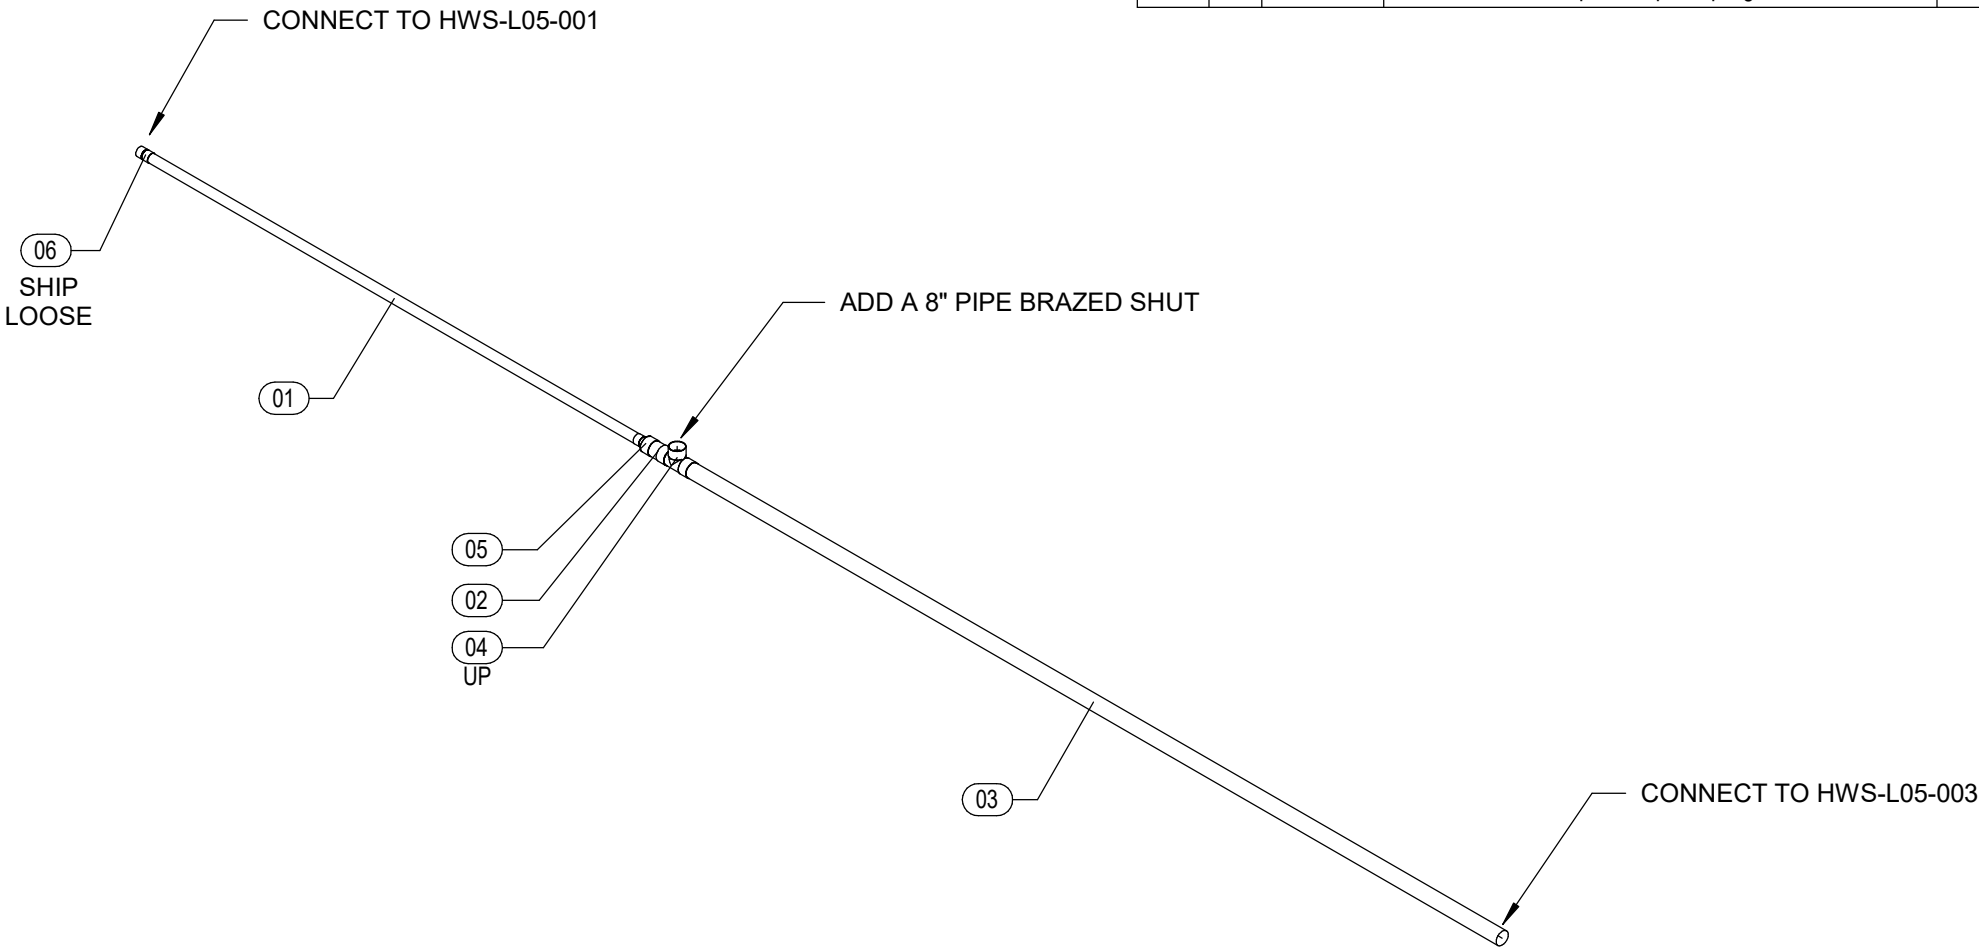 CONNECT TO HWS-L05-001
06
SHIP
LOOSE
ADD A 8" PIPE BRAZED SHUT
01
05
02
04
UP
03
CONNECT TO HWS-L05-003